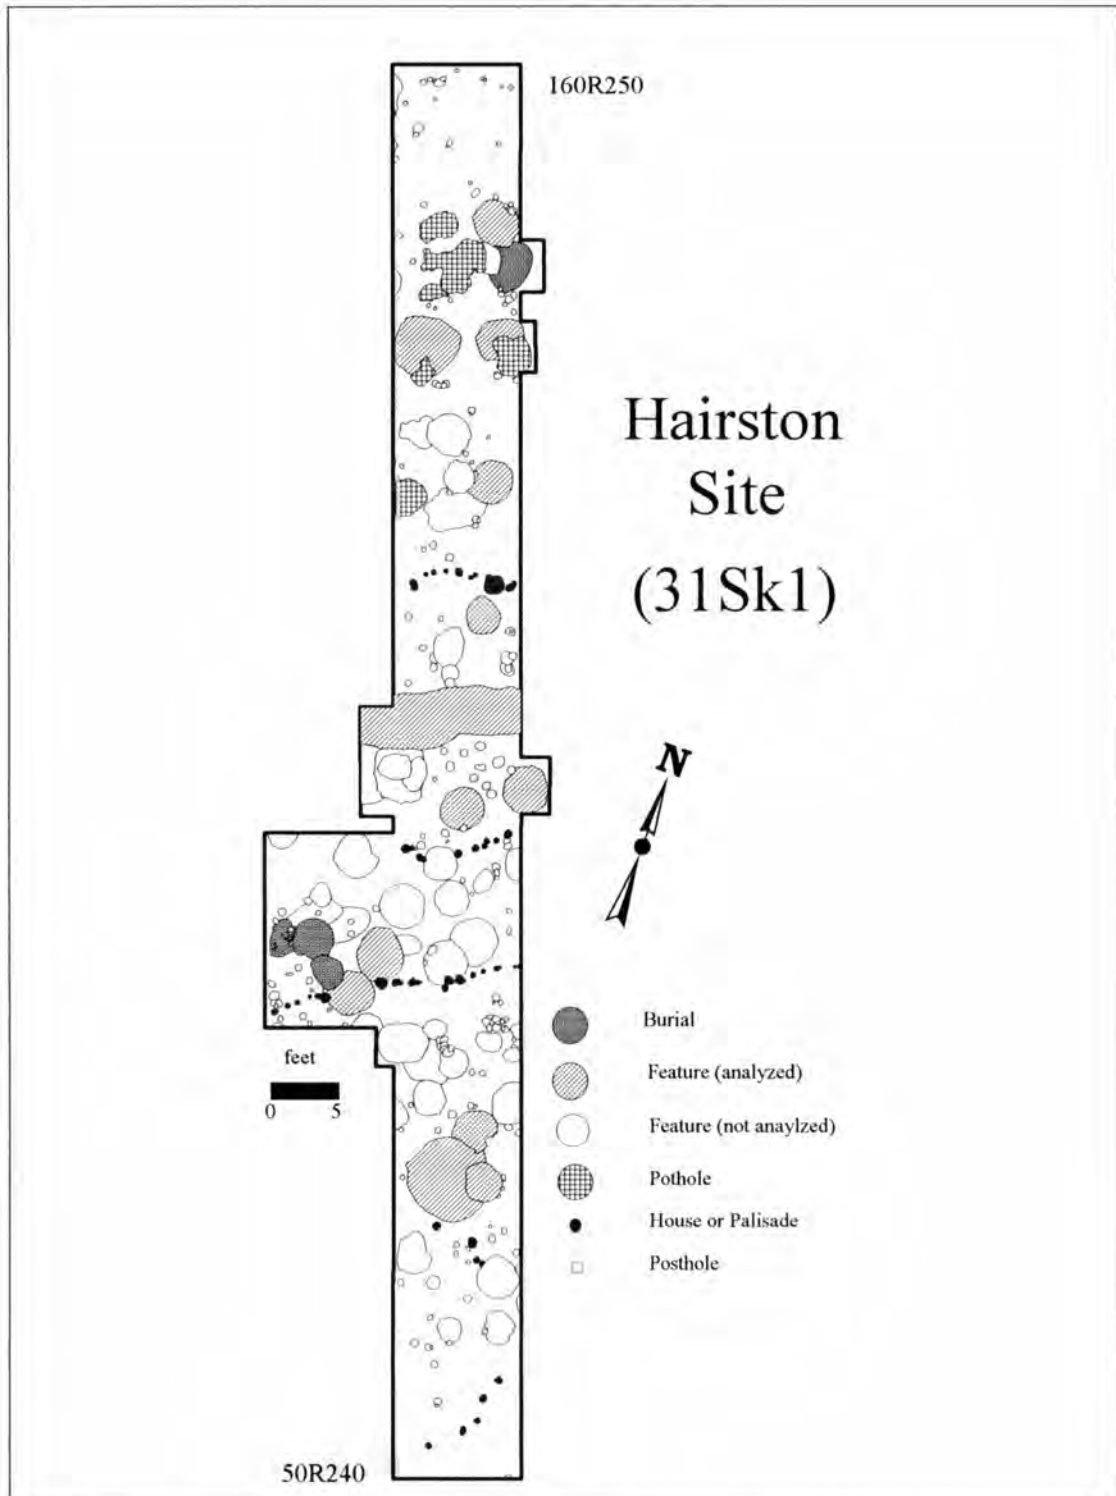 160R250
Hairston
Site
(31Sk1)
N
Burial
feet
Feature (analyzed)
0 5
Feature (not anaylzed)
Pothole
House or Palisade
Posthole
50R240